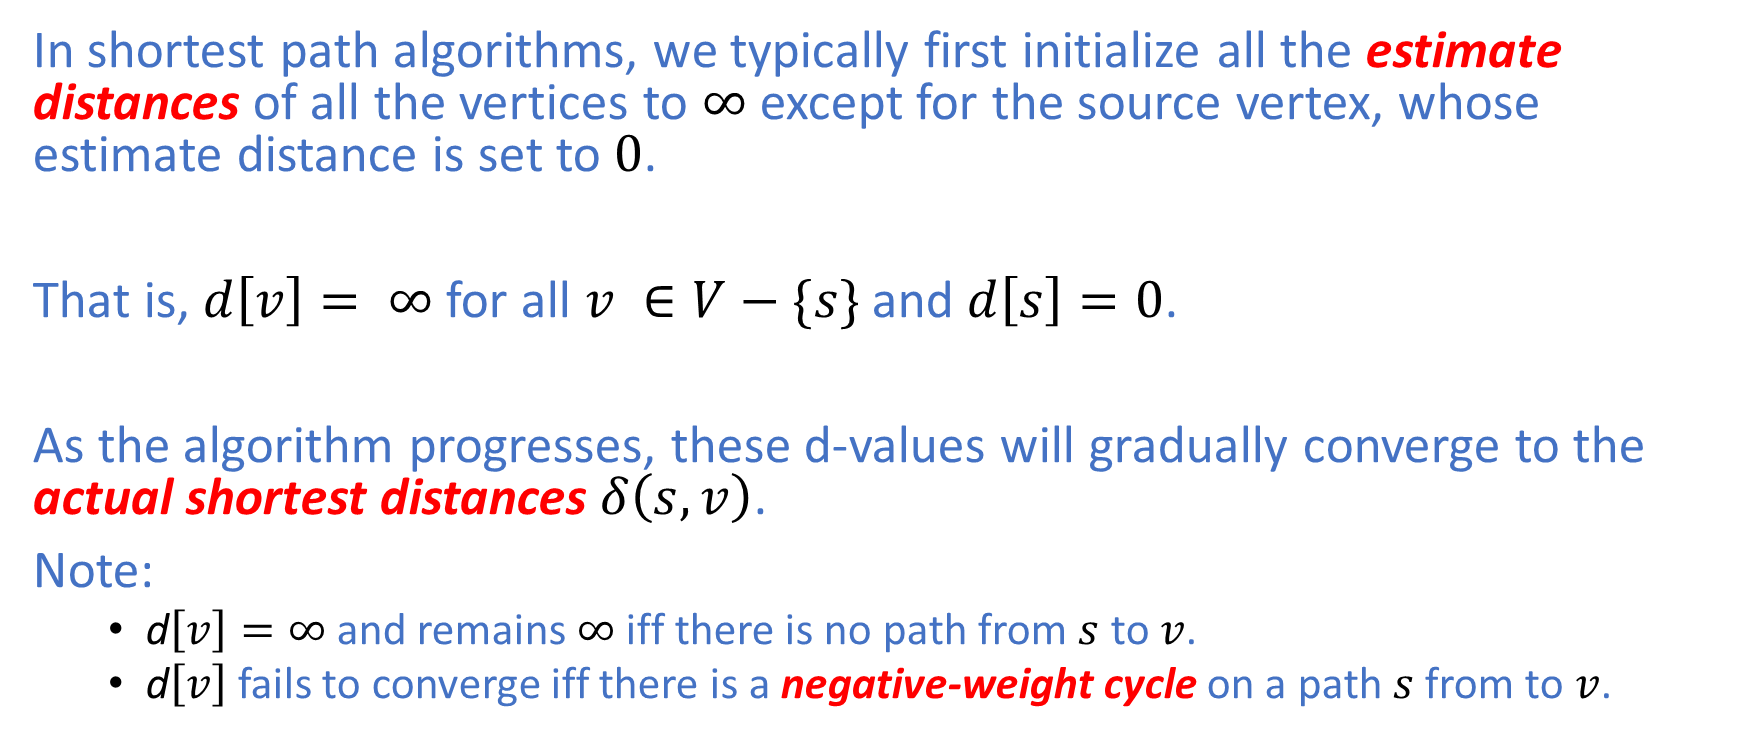 In shortest path algorithms, we typically first initialize all the estimate
distances of all the vertices to ∞ except for the source vertex, whose
estimate distance is set to 0.
That is, d[v] = ∞ for all v ∈ V − {s} and d[s] = 0.
As the algorithm progresses, these d-values will gradually converge to the
actual shortest distances δ(s, v).
Note:
• d[v] = ∞ and remains ∞ iff there is no path from s to v.
• d[v] fails to converge iff there is a negative-weight cycle on a path s from to v.